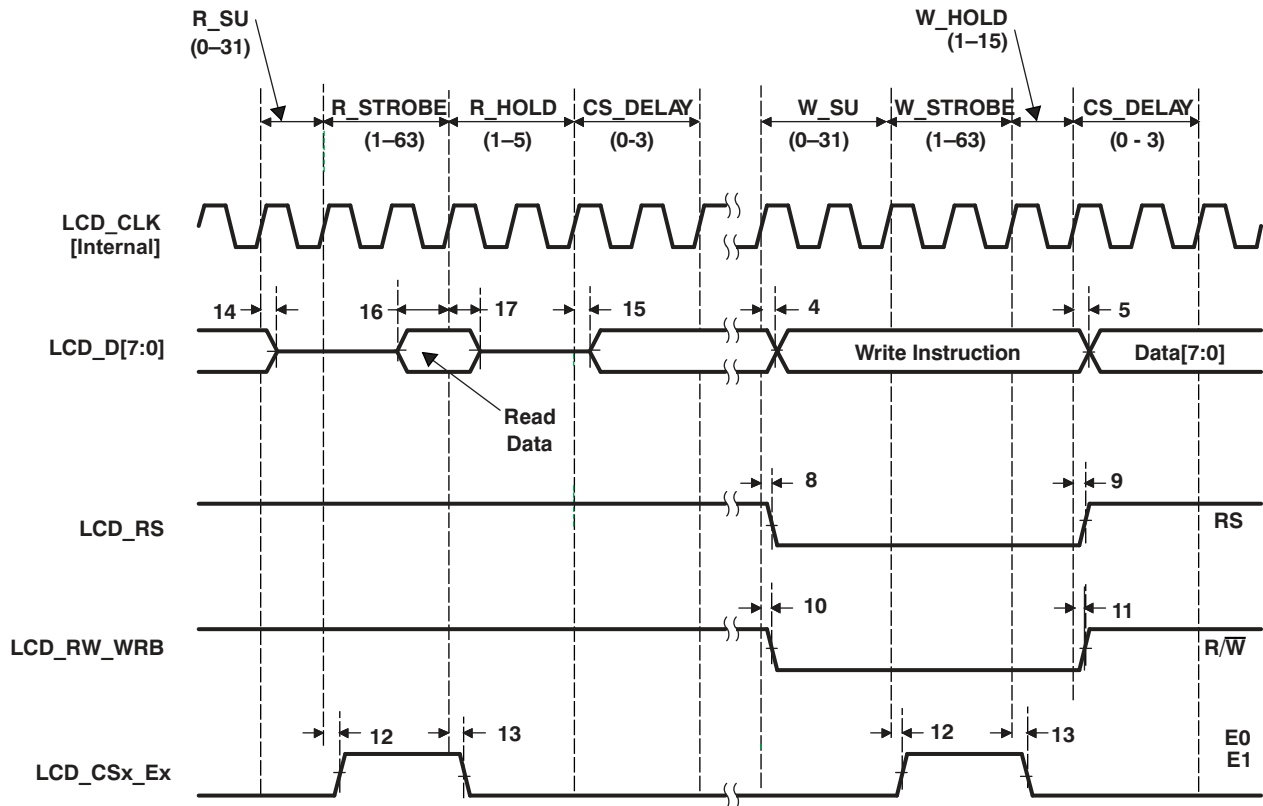 R_SU
(0–31)
W_HOLD
(1–15)
R_STROBE
R_HOLD
CS_DELAY
W_SU
W_STROBE
CS_DELAY
(1–63)
(1–5)
(0-3)
(0–31)
(1–63)
(0 - 3)
LCD_CLK
[Internal]
14
16
17
15
4
5
LCD_D[7:0]
Write Instruction
Data[7:0]
Read
Data
8
9
LCD_RS
RS
10
11
LCD_RW_WRB
R/W̅
12
13
12
13
E0
E1
LCD_CSx_Ex